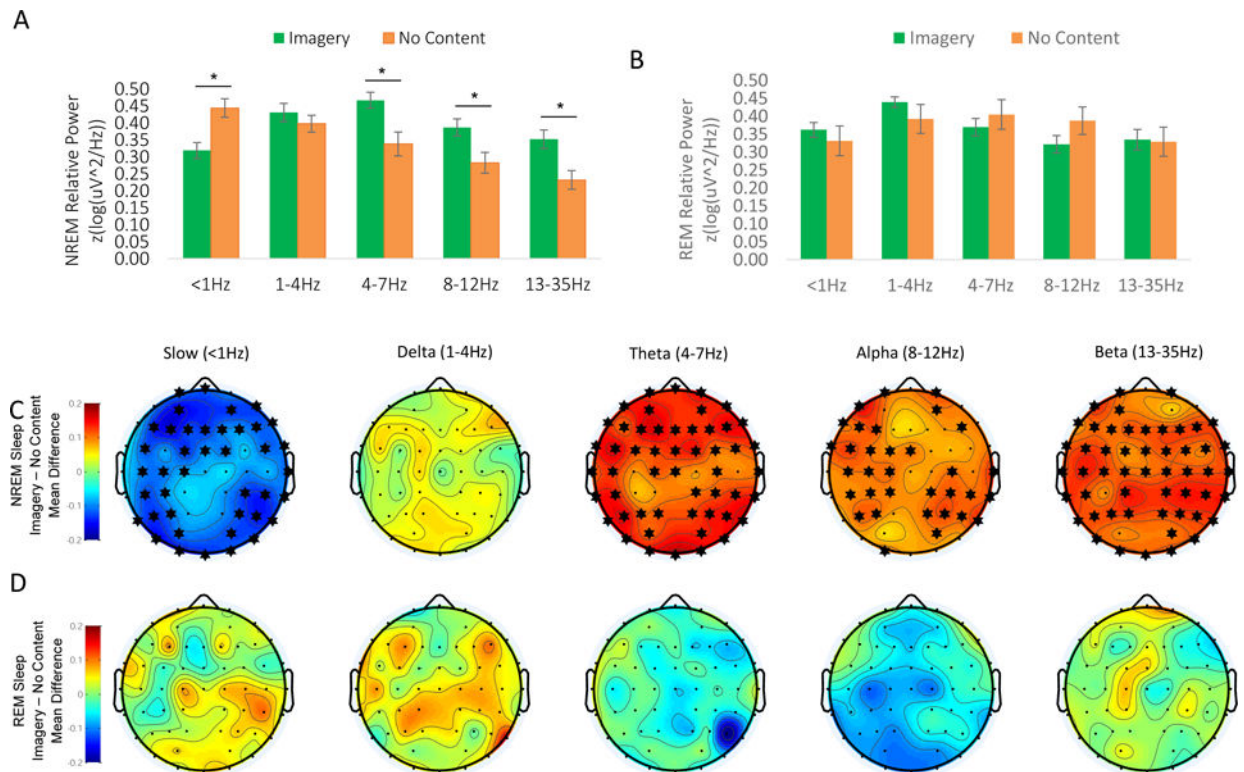 A
Imagery No Content
NREM Relative Power
z(log(uV^2/Hz))
0.50
0.45
0.40
0.35
0.30
0.25
0.20
0.15
0.10
0.05
0.00
* * * *
<1Hz 1-4Hz 4-7Hz 8-12Hz 13-35Hz
B
Imagery No Content
REM Relative Power
z(log(uV^2/Hz))
0.50
0.45
0.40
0.35
0.30
0.25
0.20
0.15
0.10
0.05
0.00
<1Hz 1-4Hz 4-7Hz 8-12Hz 13-35Hz
Slow (<1Hz) Delta (1-4Hz) Theta (4-7Hz) Alpha (8-12Hz) Beta (13-35Hz)
C
NREM Sleep
Imagery – No Content
Mean Difference
0.2
0.1
0
-0.1
-0.2
D
REM Sleep
Imagery – No Content
Mean Difference
0.2
0.1
0
-0.1
-0.2